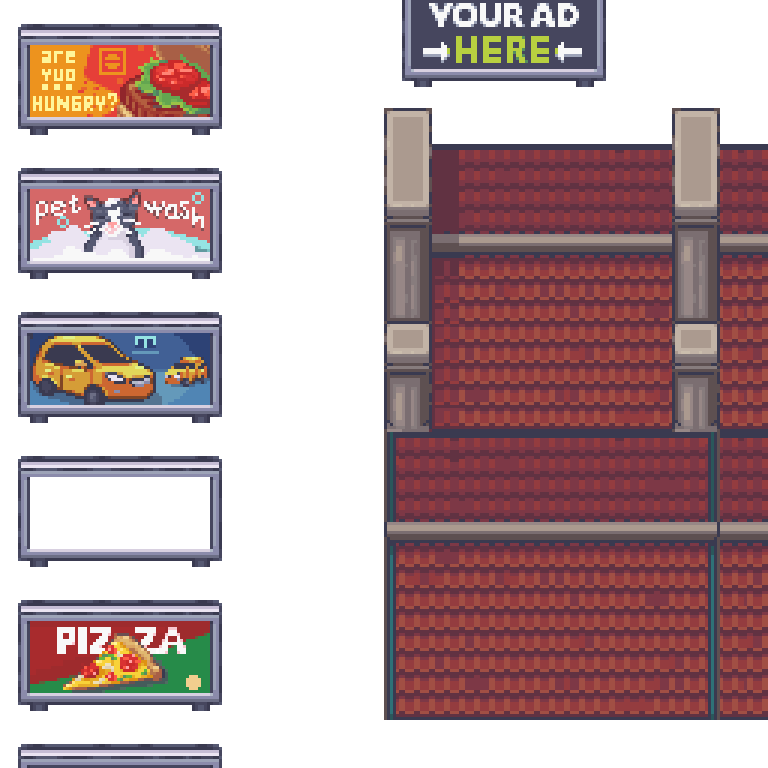 YOUR AD
→HERE←
are
YUO
...
HUNGRY?
pet wash
m
PIZZA